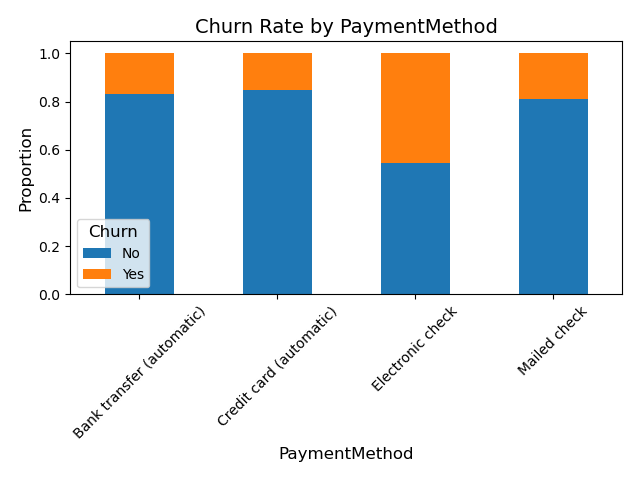 Churn Rate by PaymentMethod
Proportion
1.0
0.8
0.6
0.4
0.2
0.0
Churn
No
Yes
Bank transfer (automatic)
Credit card (automatic)
Electronic check
Mailed check
PaymentMethod